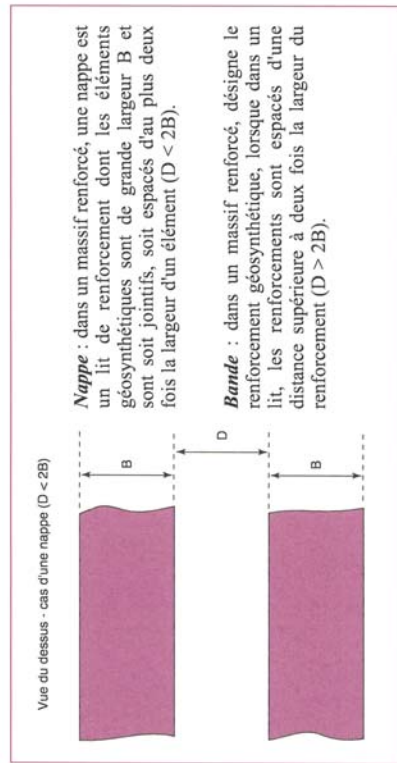 Vue du dessus - cas d'une nappe (D < 2B)
B
D
B
Nappe : dans un massif renforcé, une nappe est
un lit de renforcement dont les éléments
géosynthétiques sont de grande largeur B et
sont soit jointifs, soit espacés d'au plus deux
fois la largeur d'un élément (D < 2B).
Bande : dans un massif renforcé, désigne le
renforcement géosynthétique, lorsque dans un
lit, les renforcements sont espacés d'une
distance supérieure à deux fois la largeur du
renforcement (D > 2B).